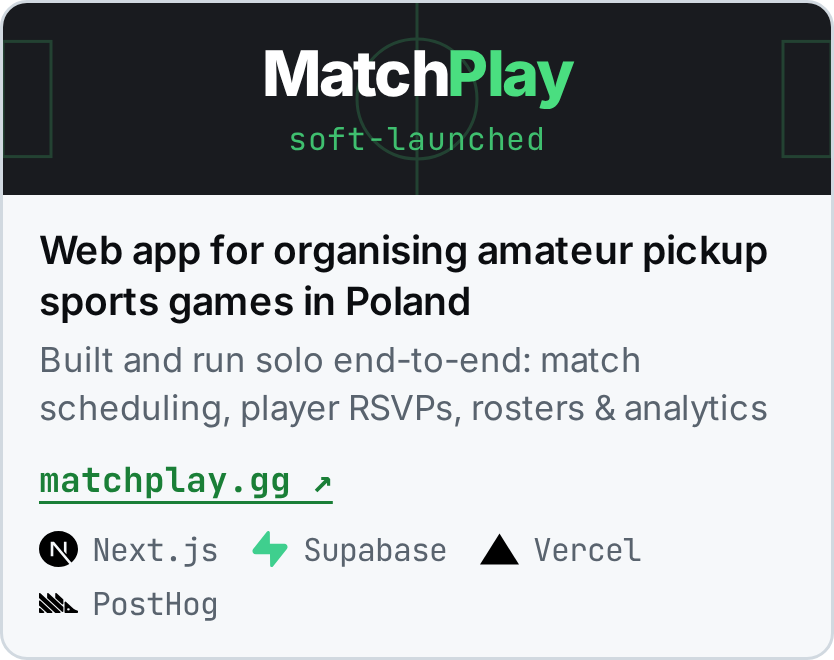 MatchPlay
soft-launched
Web app for organising amateur pickup
sports games in Poland
Built and run solo end-to-end: match
scheduling, player RSVPs, rosters & analytics
matchplay.gg ↗
Next.js Supabase Vercel
PostHog